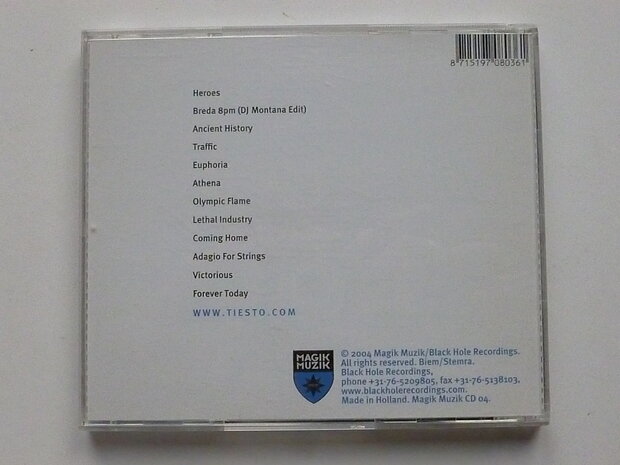 8 715197 080361
Heroes
Breda 8pm (DJ Montana Edit)
Ancient History
Traffic
Euphoria
Athena
Olympic Flame
Lethal Industry
Coming Home
Adagio For Strings
Victorious
Forever Today
WWW.TIESTO.COM
MAGIK
MUZIK
© 2004 Magik Muzik/Black Hole Recordings.
All rights reserved. Biem/Stemra.
Black Hole Recordings,
phone +31-76-5209805, fax +31-76-5138103,
www.blackholerecordings.com.
Made in Holland. Magik Muzik CD 04.